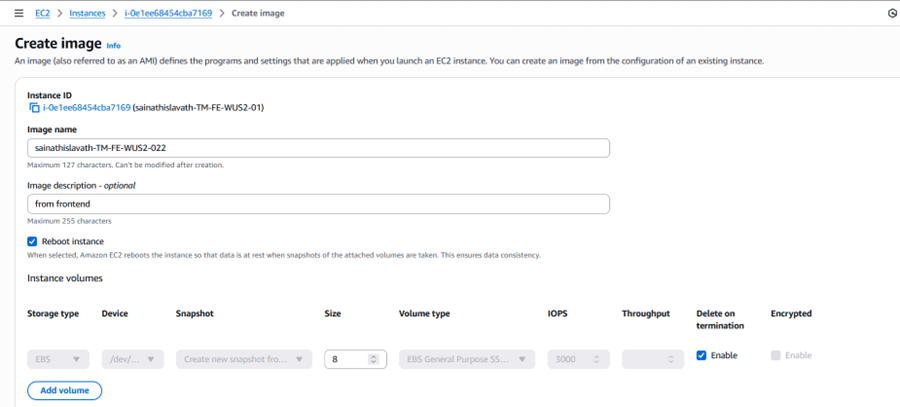 EC2 > Instances > i-0e1ee68454cba7169 > Create image
Create image Info
An image (also referred to as an AMI) defines the programs and settings that are applied when you launch an EC2 instance. You can create an image from the configuration of an existing instance.
Instance ID
i-0e1ee68454cba7169 (sainathislavath-TM-FE-WUS2-01)
Image name
sainathislavath-TM-FE-WUS2-022
Maximum 127 characters. Can't be modified after creation.
Image description - optional
from frontend
Maximum 255 characters
Reboot instance
When selected, Amazon EC2 reboots the instance so that data is at rest when snapshots of the attached volumes are taken. This ensures data consistency.
Instance volumes
Storage type Device Snapshot Size Volume type IOPS Throughput Delete on termination Encrypted
EBS /dev/... Create new snapshot fro... 8 EBS General Purpose SS... 3000 Enable Enable
Add volume